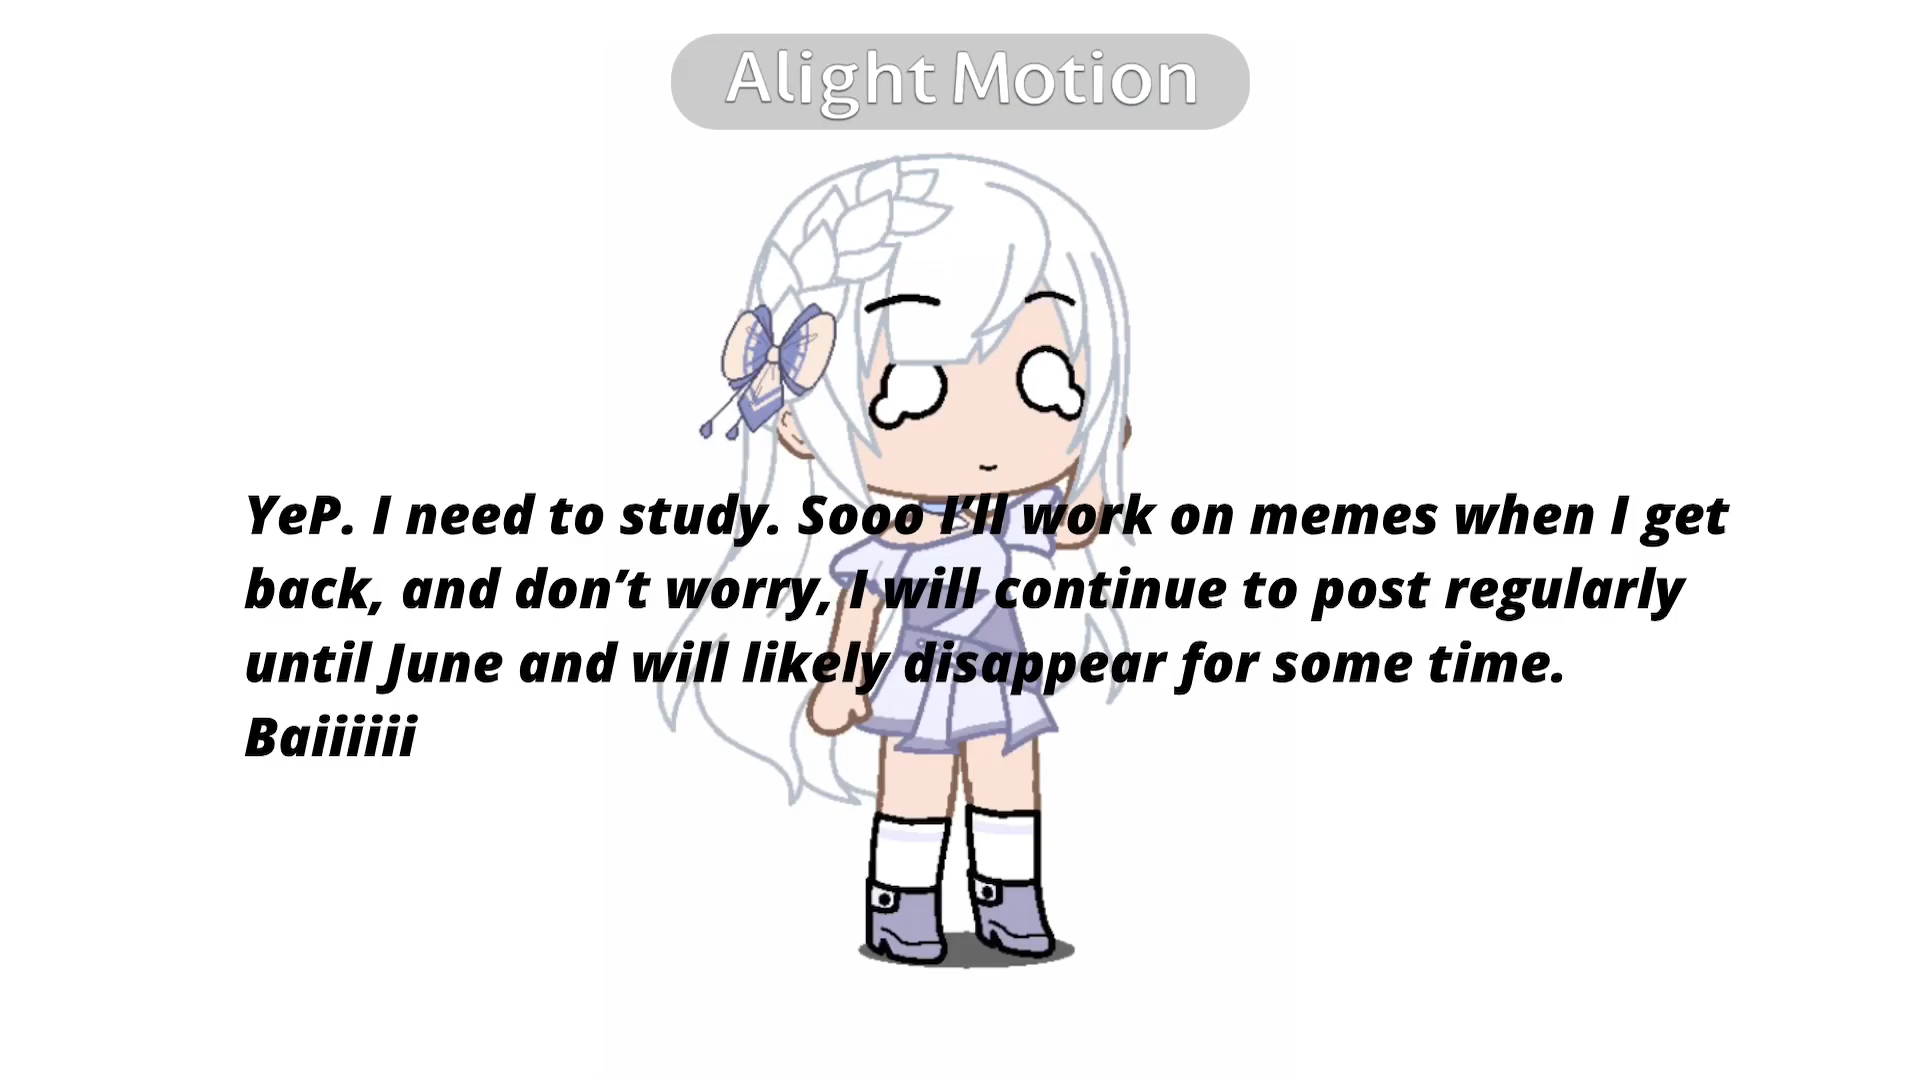 Alight Motion
YeP. I need to study. Sooo I’ll work on memes when I get
back, and don’t worry, I will continue to post regularly
until June and will likely disappear for some time.
Baiiiiii